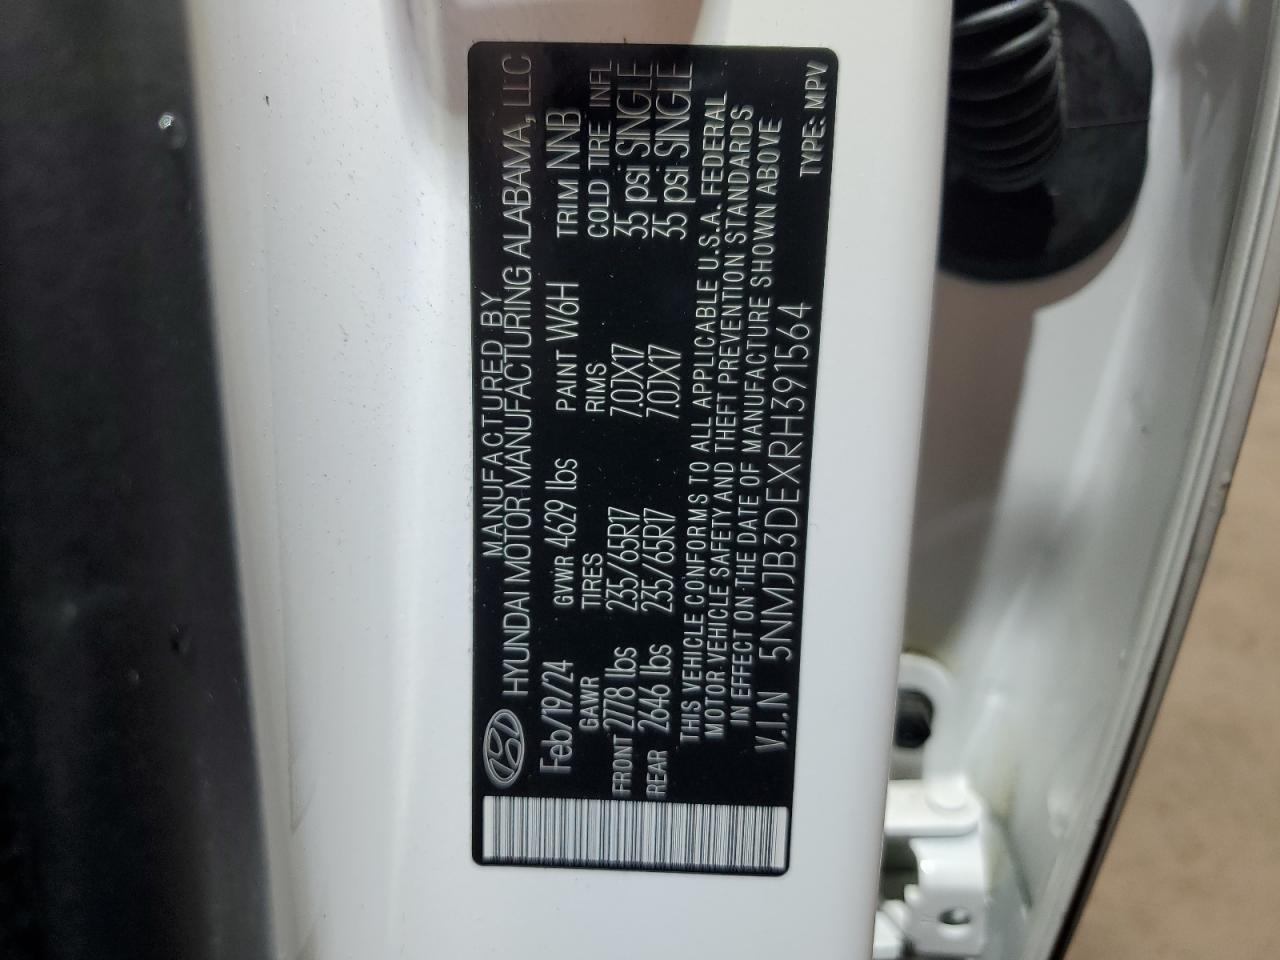 MANUFACTURED BY
HYUNDAI MOTOR MANUFACTURING ALABAMA, LLC
Feb/19/24 GVWR 4629 lbs PAINT W6H TRIM NNB
GAWR TIRES RIMS COLD TIRE INFL
FRONT 2778 lbs 235/65R17 7.0JX17 35 psi SINGLE
REAR 2646 lbs 235/65R17 7.0JX17 35 psi SINGLE
THIS VEHICLE CONFORMS TO ALL APPLICABLE U.S.A. FEDERAL
MOTOR VEHICLE SAFETY AND THEFT PREVENTION STANDARDS
IN EFFECT ON THE DATE OF MANUFACTURE SHOWN ABOVE
V.I.N 5NMJB3DEXRH391564 TYPE: MPV